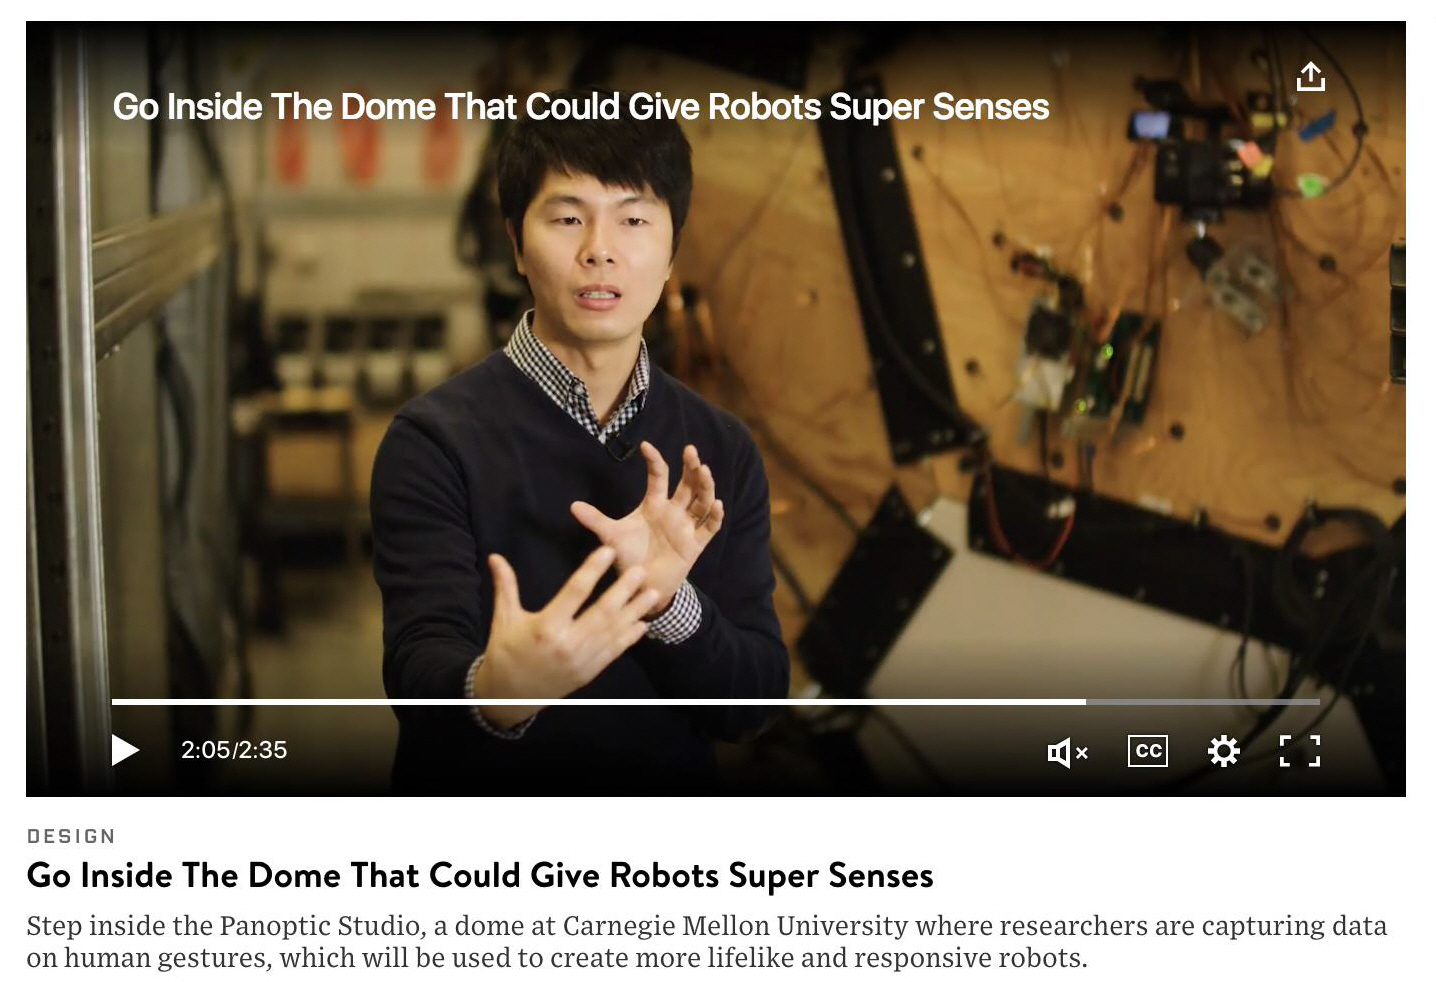 Go Inside The Dome That Could Give Robots Super Senses
2:05/2:35
CC
DESIGN
Go Inside The Dome That Could Give Robots Super Senses
Step inside the Panoptic Studio, a dome at Carnegie Mellon University where researchers are capturing data
on human gestures, which will be used to create more lifelike and responsive robots.